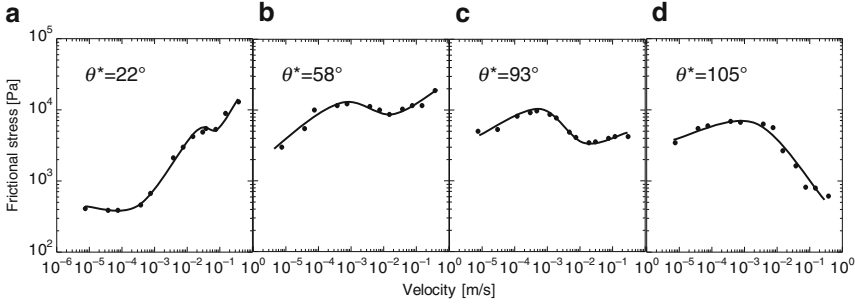 a b c d
10^5
10^4
10^3
10^2
Frictional stress [Pa]
θ*=22° θ*=58° θ*=93° θ*=105°
10^-6 10^-5 10^-4 10^-3 10^-2 10^-1 10^0 10^-5 10^-4 10^-3 10^-2 10^-1 10^0 10^-5 10^-4 10^-3 10^-2 10^-1 10^0 10^-5 10^-4 10^-3 10^-2 10^-1 10^0
Velocity [m/s]